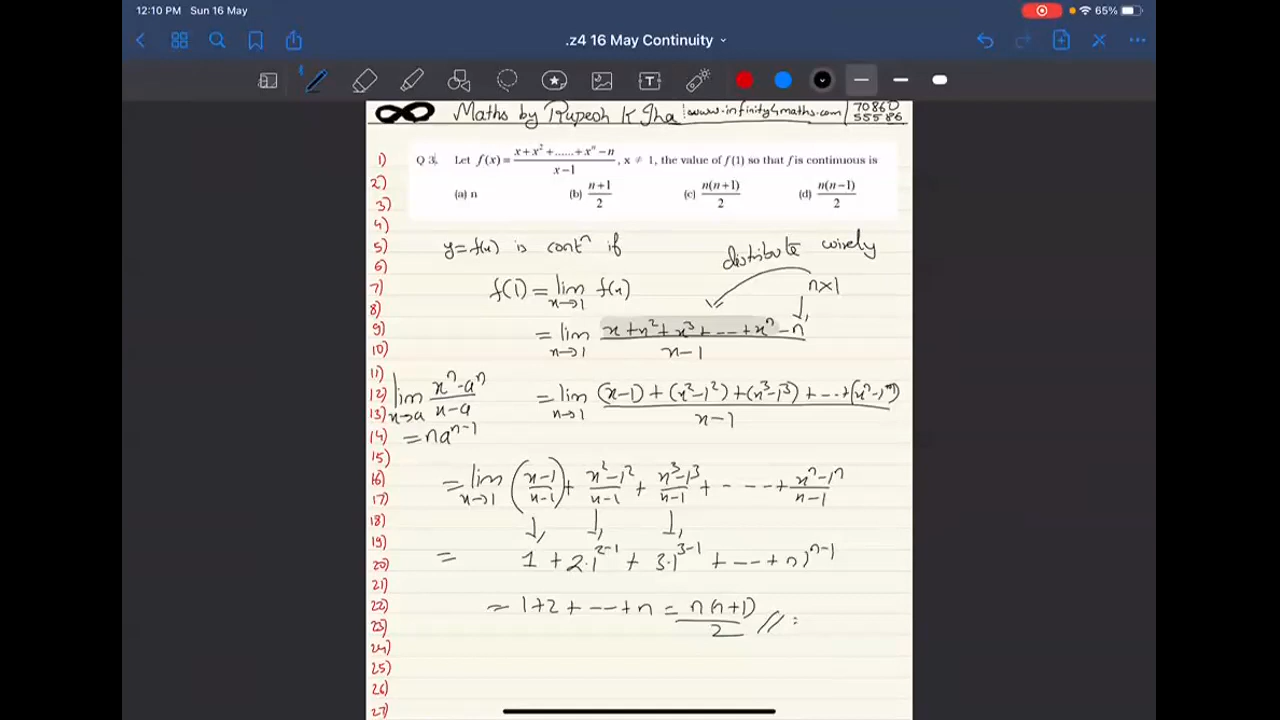 12:10 PM Sun 16 May 65%
.z4 16 May Continuity
Maths by Rupesh K Jha | www.infinity4maths.com / 70860 55586
Q 3. Let f(x) = (x+x²+......+xⁿ−n)/(x−1), x ≠ 1, the value of f(1) so that f is continuous is
(a) n (b) (n+1)/2 (c) n(n+1)/2 (d) n(n−1)/2
y=f(x) is contⁿ if
distribute wisely
f(1) = lim x→1 f(x)
n×1
= lim x→1 (x+x²+x³+---+xⁿ−n)/(x−1)
lim x→a (xⁿ−aⁿ)/(x−a) = naⁿ⁻¹
= lim x→1 ((x−1)+(x²−1²)+(x³−1³)+---+(xⁿ−1ⁿ))/(x−1)
= lim x→1 ((x−1)/(x−1)) + (x²−1²)/(x−1) + (x³−1³)/(x−1) + - --- + (xⁿ−1ⁿ)/(x−1)
= 1 + 2·1²⁻¹ + 3·1³⁻¹ + --- + n1ⁿ⁻¹
= 1+2+---+n = n(n+1)/2 //
1)
2)
3)
4)
5)
6)
7)
8)
9)
10)
11)
12)
13)
14)
15)
16)
17)
18)
19)
20)
21)
22)
23)
24)
25)
26)
27)